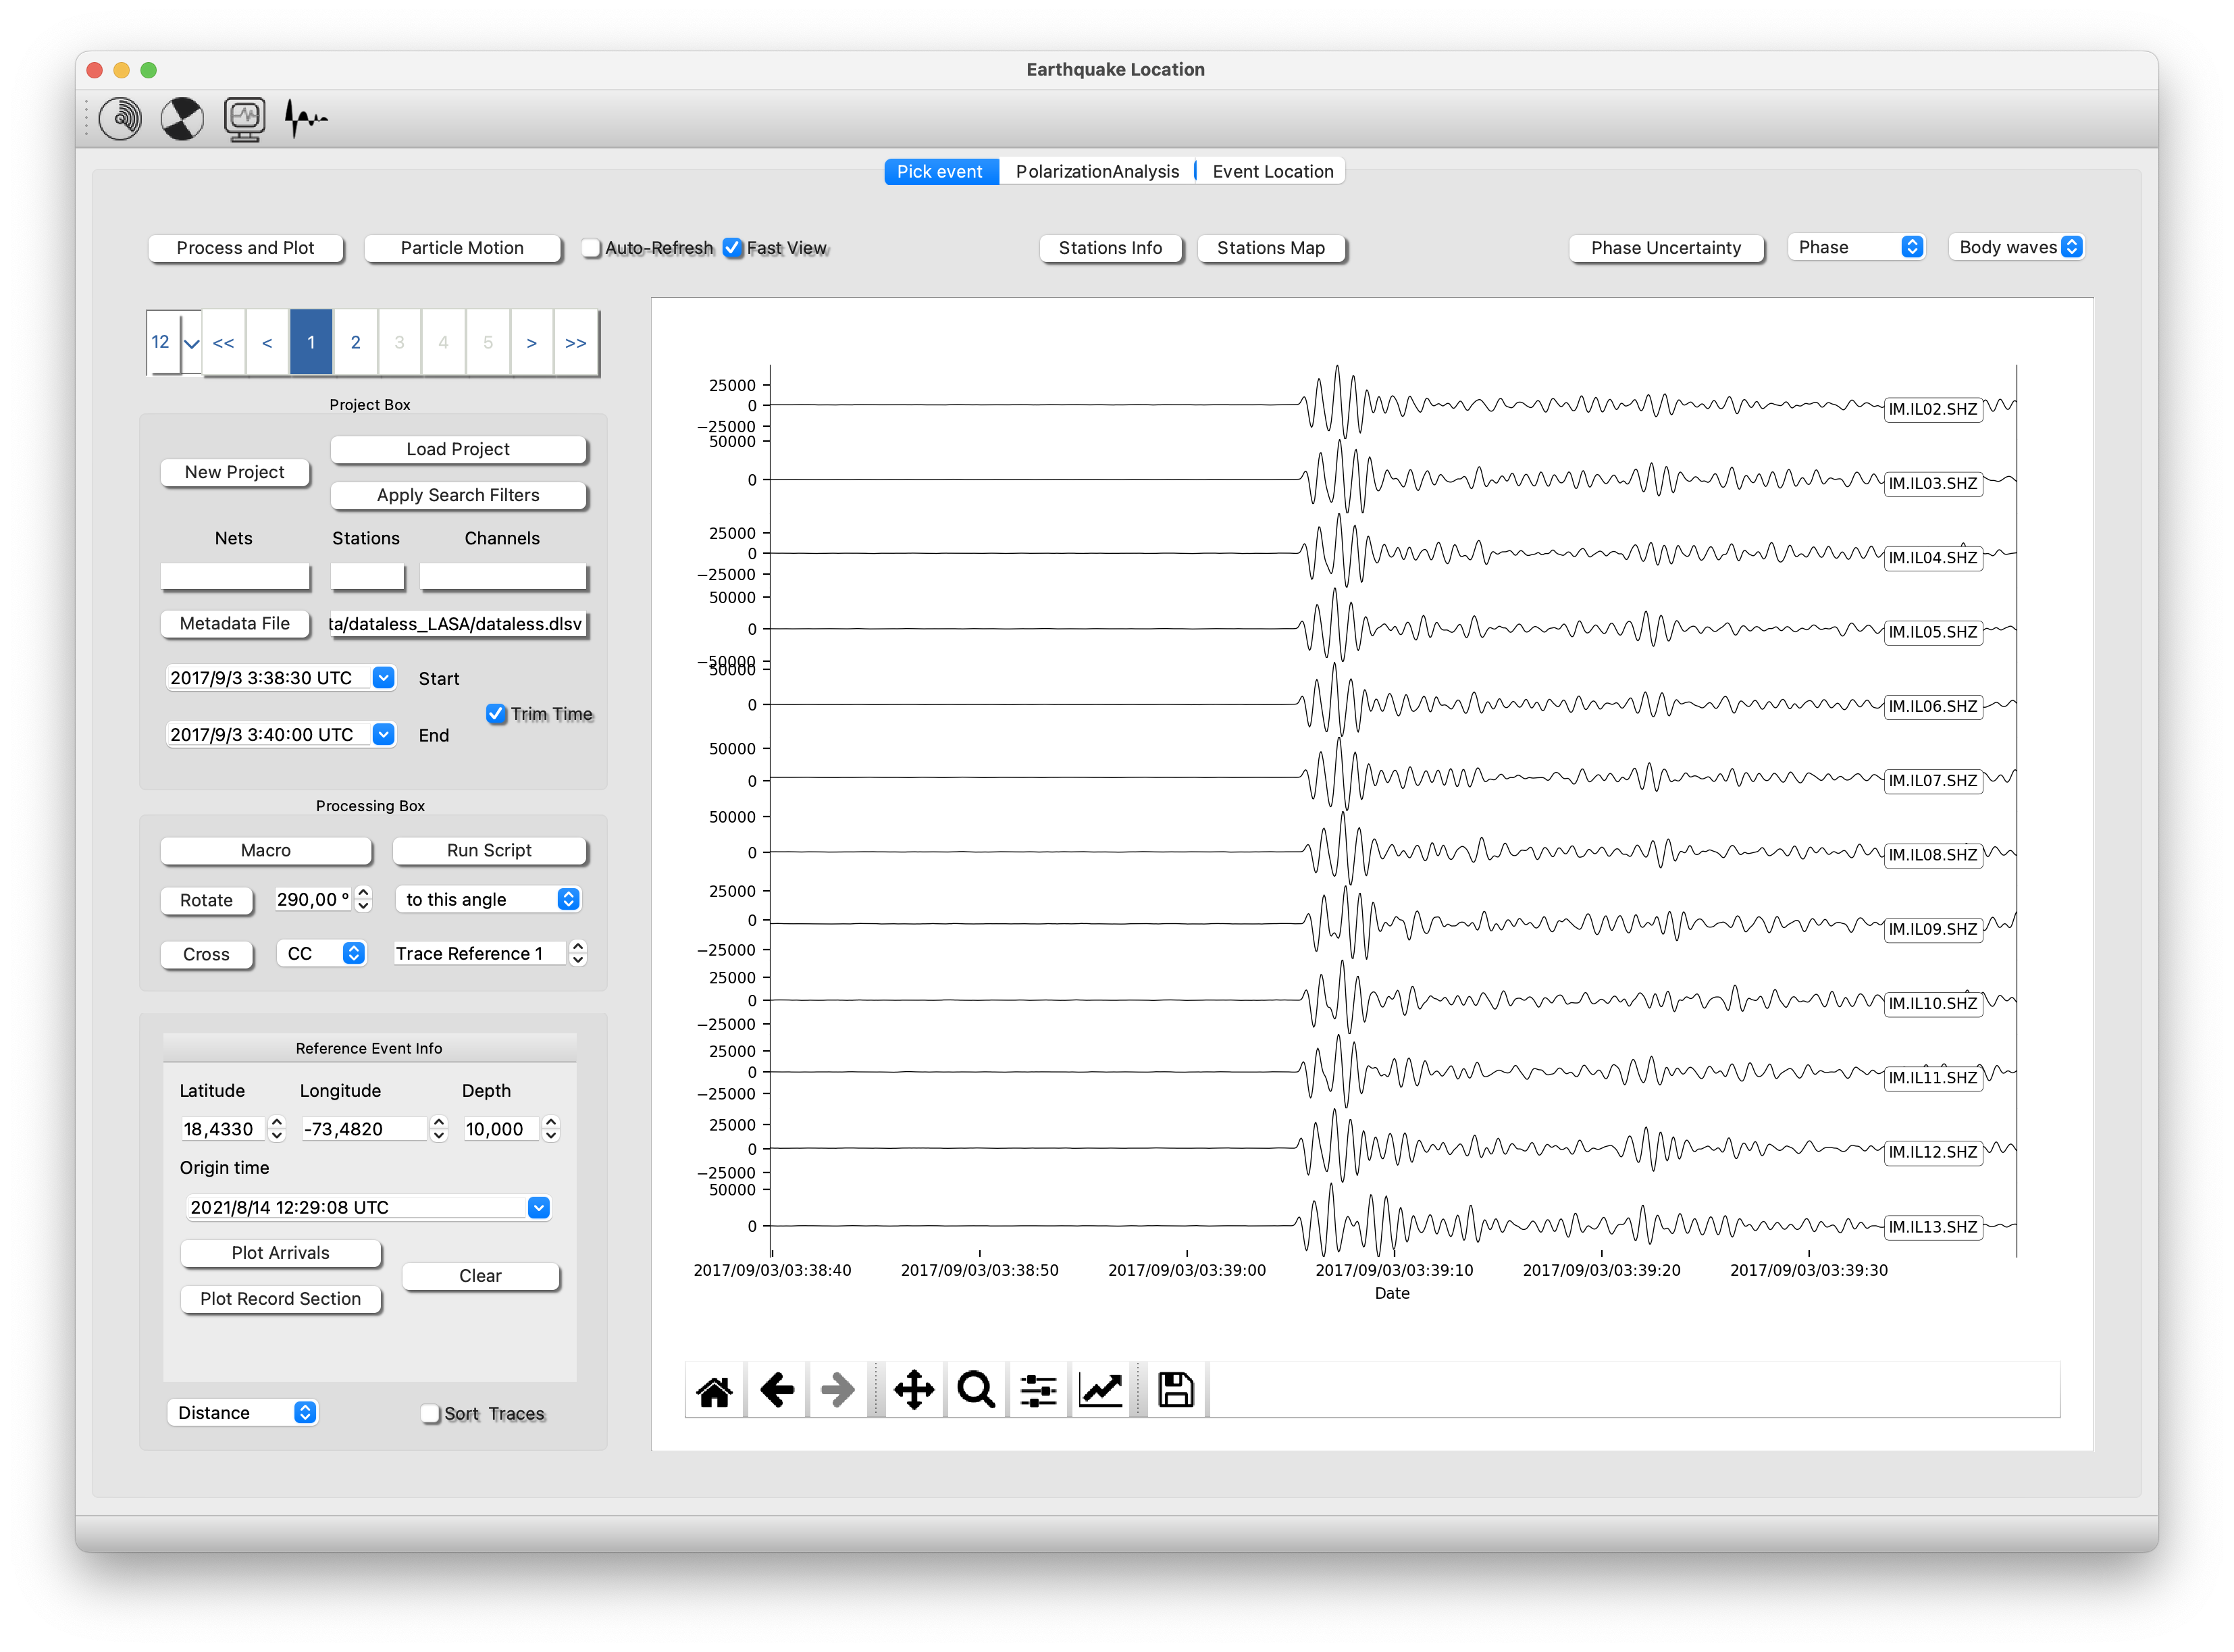 Earthquake Location
Pick event PolarizationAnalysis Event Location
Process and Plot Particle Motion Auto-Refresh Fast View Stations Info Stations Map Phase Uncertainty Phase Body waves
12 << < 1 2 3 4 5 > >>
Project Box
New Project
Load Project
Apply Search Filters
Nets Stations Channels
Metadata File ta/dataless_LASA/dataless.dlsv
2017/9/3 3:38:30 UTC Start
Trim Time
2017/9/3 3:40:00 UTC End
Processing Box
Macro Run Script
Rotate 290,00 º to this angle
Cross CC Trace Reference 1
Reference Event Info
Latitude Longitude Depth
18,4330 -73,4820 10,000
Origin time
2021/8/14 12:29:08 UTC
Plot Arrivals
Clear
Plot Record Section
Distance Sort Traces
25000
0
−25000
IM.IL02.SHZ
50000
0
IM.IL03.SHZ
25000
0
−25000
IM.IL04.SHZ
50000
0
−50000
IM.IL05.SHZ
50000
0
IM.IL06.SHZ
50000
0
IM.IL07.SHZ
50000
0
IM.IL08.SHZ
25000
0
−25000
IM.IL09.SHZ
25000
0
−25000
IM.IL10.SHZ
25000
0
−25000
IM.IL11.SHZ
25000
0
−25000
IM.IL12.SHZ
50000
0
IM.IL13.SHZ
2017/09/03/03:38:40 2017/09/03/03:38:50 2017/09/03/03:39:00 2017/09/03/03:39:10 2017/09/03/03:39:20 2017/09/03/03:39:30
Date